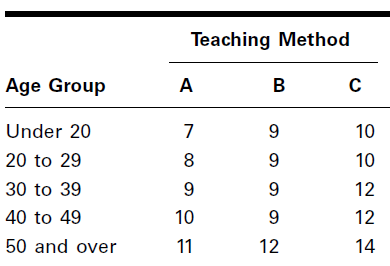 Teaching Method
Age Group A B C
Under 20 7 9 10
20 to 29 8 9 10
30 to 39 9 9 12
40 to 49 10 9 12
50 and over 11 12 14